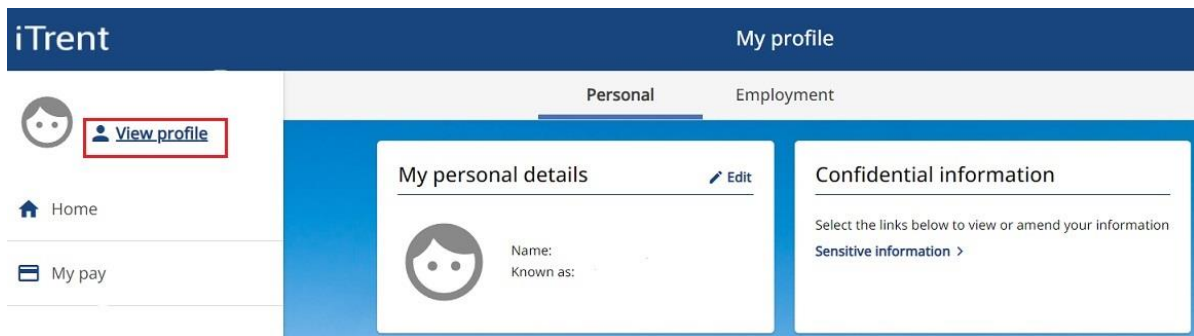 iTrent
My profile
View profile
Home
My pay
Personal
Employment
My personal details
Edit
Name:
Known as:
Confidential information
Select the links below to view or amend your information
Sensitive information >